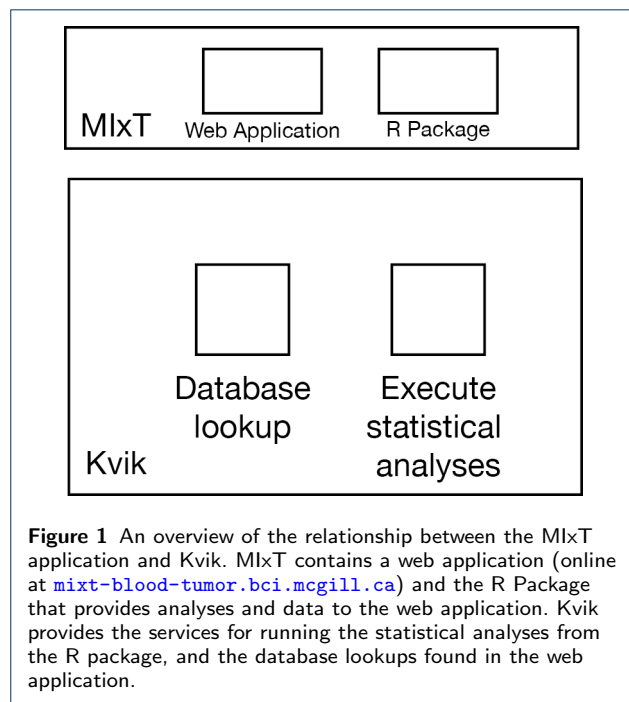 MIxT
Web Application
R Package
Database
lookup
Execute
statistical
analyses
Kvik
Figure 1 An overview of the relationship between the MIxT
application and Kvik. MIxT contains a web application (online
at mixt-blood-tumor.bci.mcgill.ca) and the R Package
that provides analyses and data to the web application. Kvik
provides the services for running the statistical analyses from
the R package, and the database lookups found in the web
application.